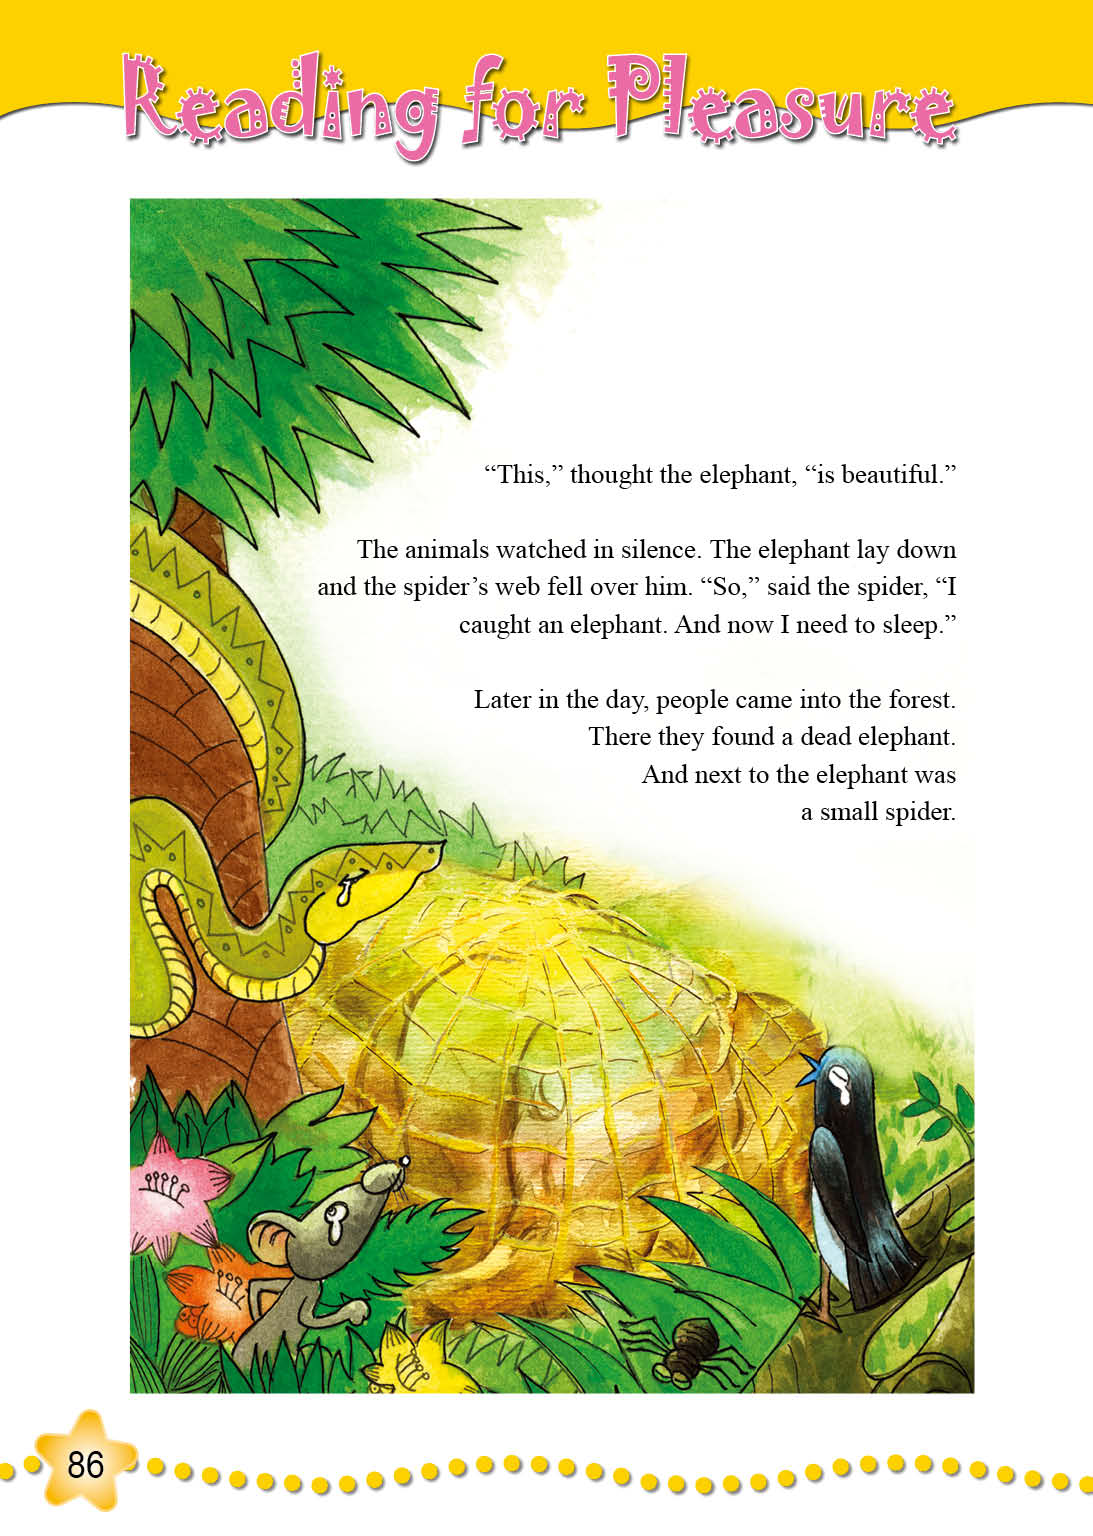 Reading for Pleasure
“This,” thought the elephant, “is beautiful.”
The animals watched in silence. The elephant lay down
and the spider’s web fell over him. “So,” said the spider, “I
caught an elephant. And now I need to sleep.”
Later in the day, people came into the forest.
There they found a dead elephant.
And next to the elephant was
a small spider.
86